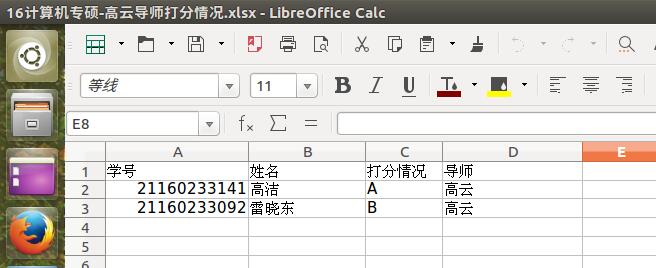 16计算机专硕-高云导师打分情况.xlsx - LibreOffice Calc
等线 11 B I U T
E8 fx Σ =
A B C D E
1 学号 姓名 打分情况 导师
2 21160233141 高洁 A 高云
3 21160233092 雷晓东 B 高云
4
5
6